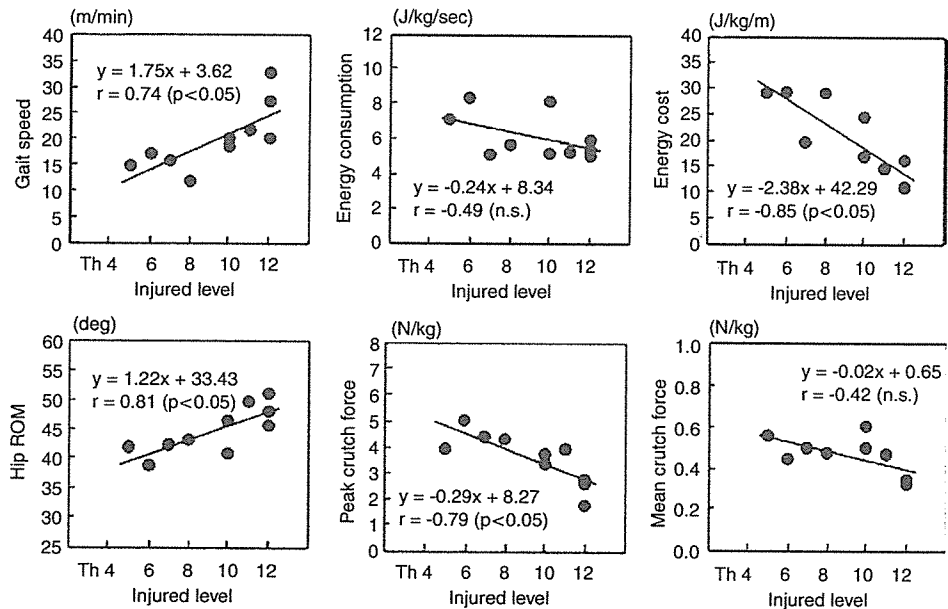 (m/min)
Gait speed
40
35
30
25
20
15
10
5
0
y = 1.75x + 3.62
r = 0.74 (p<0.05)
Th 4 6 8 10 12
Injured level
(J/kg/sec)
Energy consumption
12
10
8
6
4
2
0
y = -0.24x + 8.34
r = -0.49 (n.s.)
Th 4 6 8 10 12
Injured level
(J/kg/m)
Energy cost
40
35
30
25
20
15
10
5
0
y = -2.38x + 42.29
r = -0.85 (p<0.05)
Th 4 6 8 10 12
Injured level
(deg)
Hip ROM
60
55
50
45
40
35
30
25
y = 1.22x + 33.43
r = 0.81 (p<0.05)
Th 4 6 8 10 12
Injured level
(N/kg)
Peak crutch force
8
7
6
5
4
3
2
1
0
y = -0.29x + 8.27
r = -0.79 (p<0.05)
Th 4 6 8 10 12
Injured level
(N/kg)
Mean crutch force
1.0
0.8
0.6
0.4
0.2
0.0
y = -0.02x + 0.65
r = -0.42 (n.s.)
Th 4 6 8 10 12
Injured level